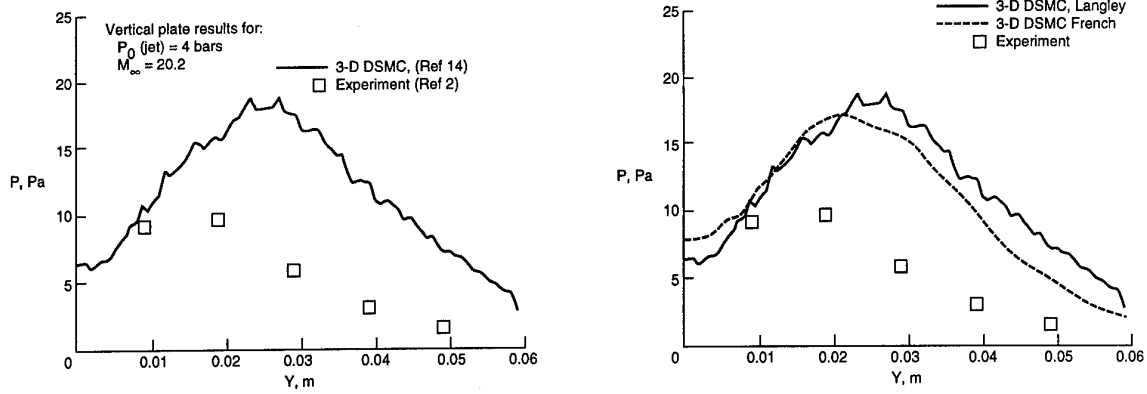 25
Vertical plate results for:
P0 (jet) = 4 bars
M∞ = 20.2
3-D DSMC, (Ref 14)
Experiment (Ref 2)
20
15
P, Pa
10
5
0
0.01
0.02
0.03
0.04
0.05
0.06
Y, m
25
3-D DSMC, Langley
3-D DSMC French
Experiment
20
15
P, Pa
10
5
0
0.01
0.02
0.03
0.04
0.05
0.06
Y, m